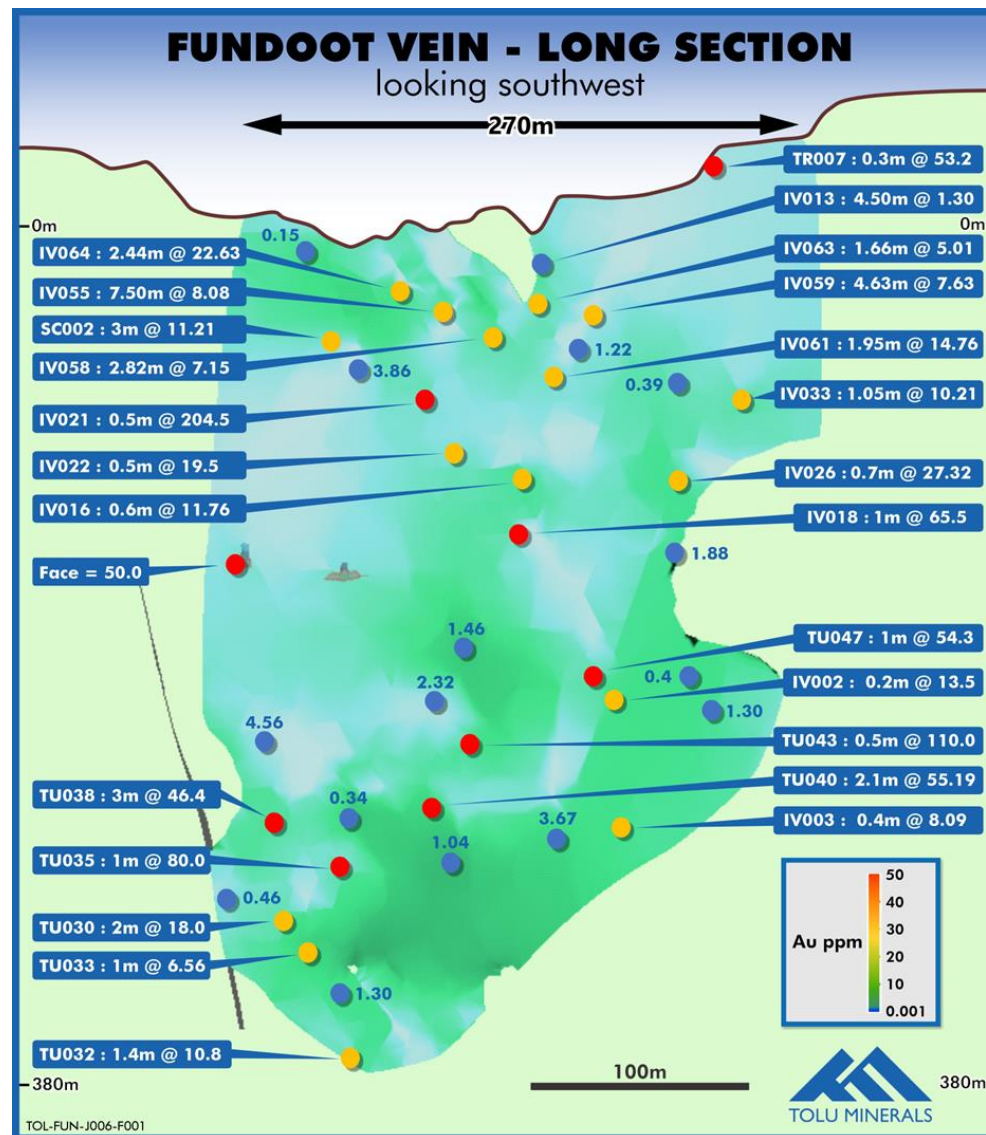 FUNDOOT VEIN - LONG SECTION
looking southwest
270m
TR007 : 0.3m @ 53.2
IV013 : 4.50m @ 1.30
0m
0m
0.15
IV064 : 2.44m @ 22.63
IV063 : 1.66m @ 5.01
IV055 : 7.50m @ 8.08
IV059 : 4.63m @ 7.63
SC002 : 3m @ 11.21
IV061 : 1.95m @ 14.76
1.22
IV058 : 2.82m @ 7.15
3.86
0.39
IV033 : 1.05m @ 10.21
IV021 : 0.5m @ 204.5
IV022 : 0.5m @ 19.5
IV026 : 0.7m @ 27.32
IV016 : 0.6m @ 11.76
IV018 : 1m @ 65.5
1.88
Face = 50.0
1.46
TU047 : 1m @ 54.3
0.4
2.32
IV002 : 0.2m @ 13.5
1.30
4.56
TU043 : 0.5m @ 110.0
TU040 : 2.1m @ 55.19
TU038 : 3m @ 46.4
0.34
3.67
IV003 : 0.4m @ 8.09
1.04
TU035 : 1m @ 80.0
0.46
TU030 : 2m @ 18.0
TU033 : 1m @ 6.56
1.30
TU032 : 1.4m @ 10.8
Au ppm
50
40
30
20
10
0.001
100m
380m
380m
TOLU MINERALS
TOL-FUN-J006-F001